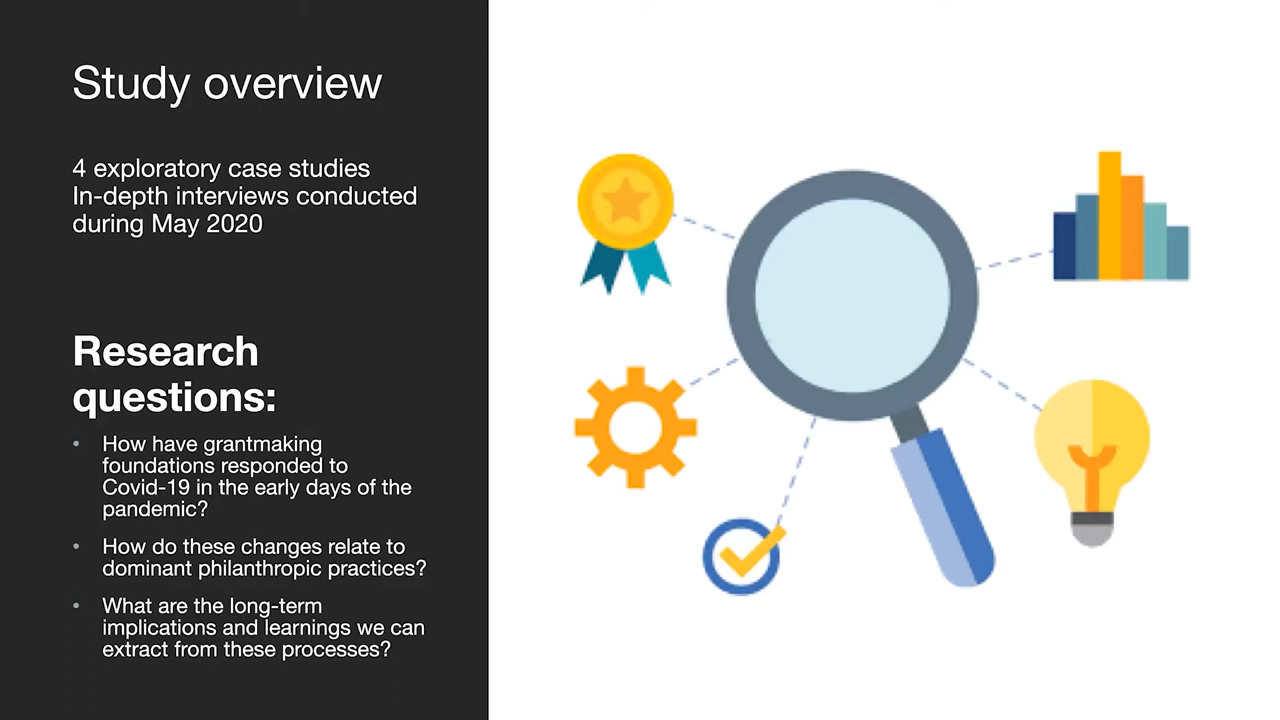 Study overview
4 exploratory case studies
In-depth interviews conducted
during May 2020
Research
questions:
• How have grantmaking
foundations responded to
Covid-19 in the early days of the
pandemic?
• How do these changes relate to
dominant philanthropic practices?
• What are the long-term
implications and learnings we can
extract from these processes?